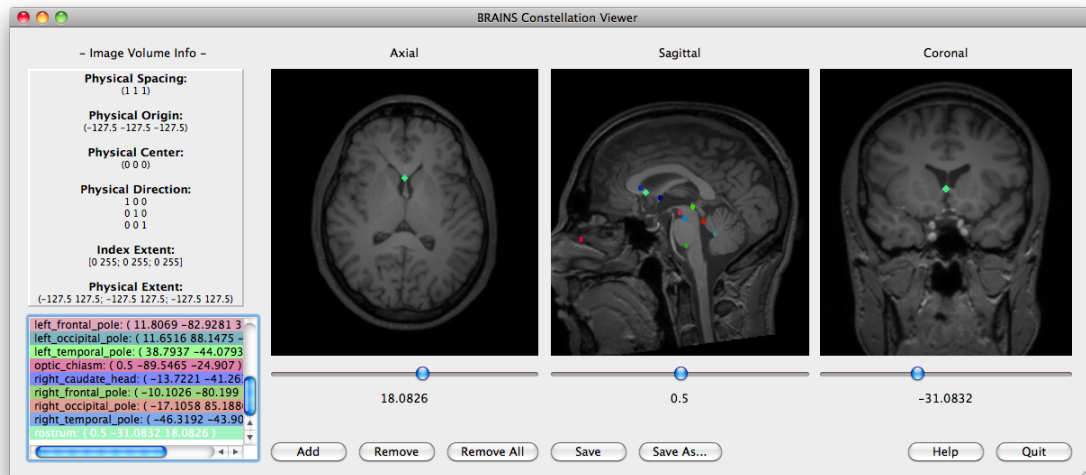 BRAINS Constellation Viewer
– Image Volume Info –
Physical Spacing:
(1 1 1)
Physical Origin:
(-127.5 -127.5 -127.5)
Physical Center:
(0 0 0)
Physical Direction:
1 0 0
0 1 0
0 0 1
Index Extent:
[0 255; 0 255; 0 255]
Physical Extent:
(-127.5 127.5; -127.5 127.5; -127.5 127.5)
left_frontal_pole: ( 11.8069 -82.9281 3
left_occipital_pole: ( 11.6516 88.1475 -
left_temporal_pole: ( 38.7937 -44.0793
optic_chiasm: ( 0.5 -89.5465 -24.907 )
right_caudate_head: ( -13.7221 -41.26
right_frontal_pole: ( -10.1026 -80.199
right_occipital_pole: ( -17.1058 85.188
right_temporal_pole: ( -46.3192 -43.90
rostrum: ( 0.5 -31.0832 18.0826 )
Axial
Sagittal
Coronal
18.0826
0.5
-31.0832
Add
Remove
Remove All
Save
Save As...
Help
Quit